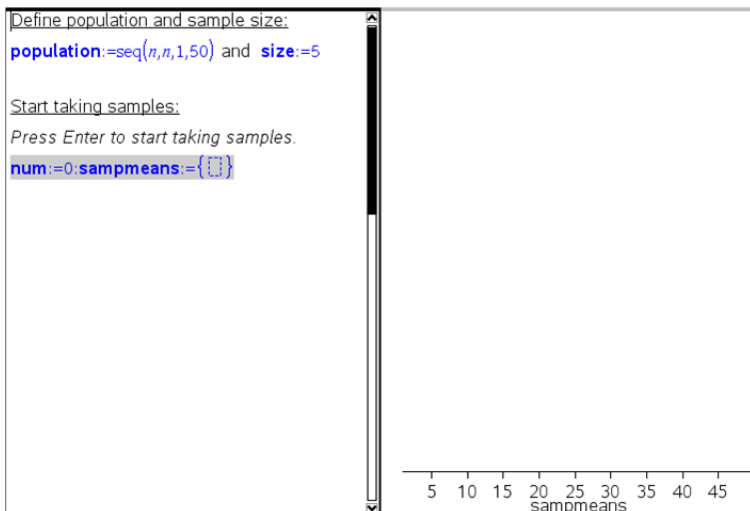 Define population and sample size:
population:=seq(n,n,1,50) and size:=5
Start taking samples:
Press Enter to start taking samples.
num:=0:sampmeans:={⬚}
5 10 15 20 25 30 35 40 45
sampmeans